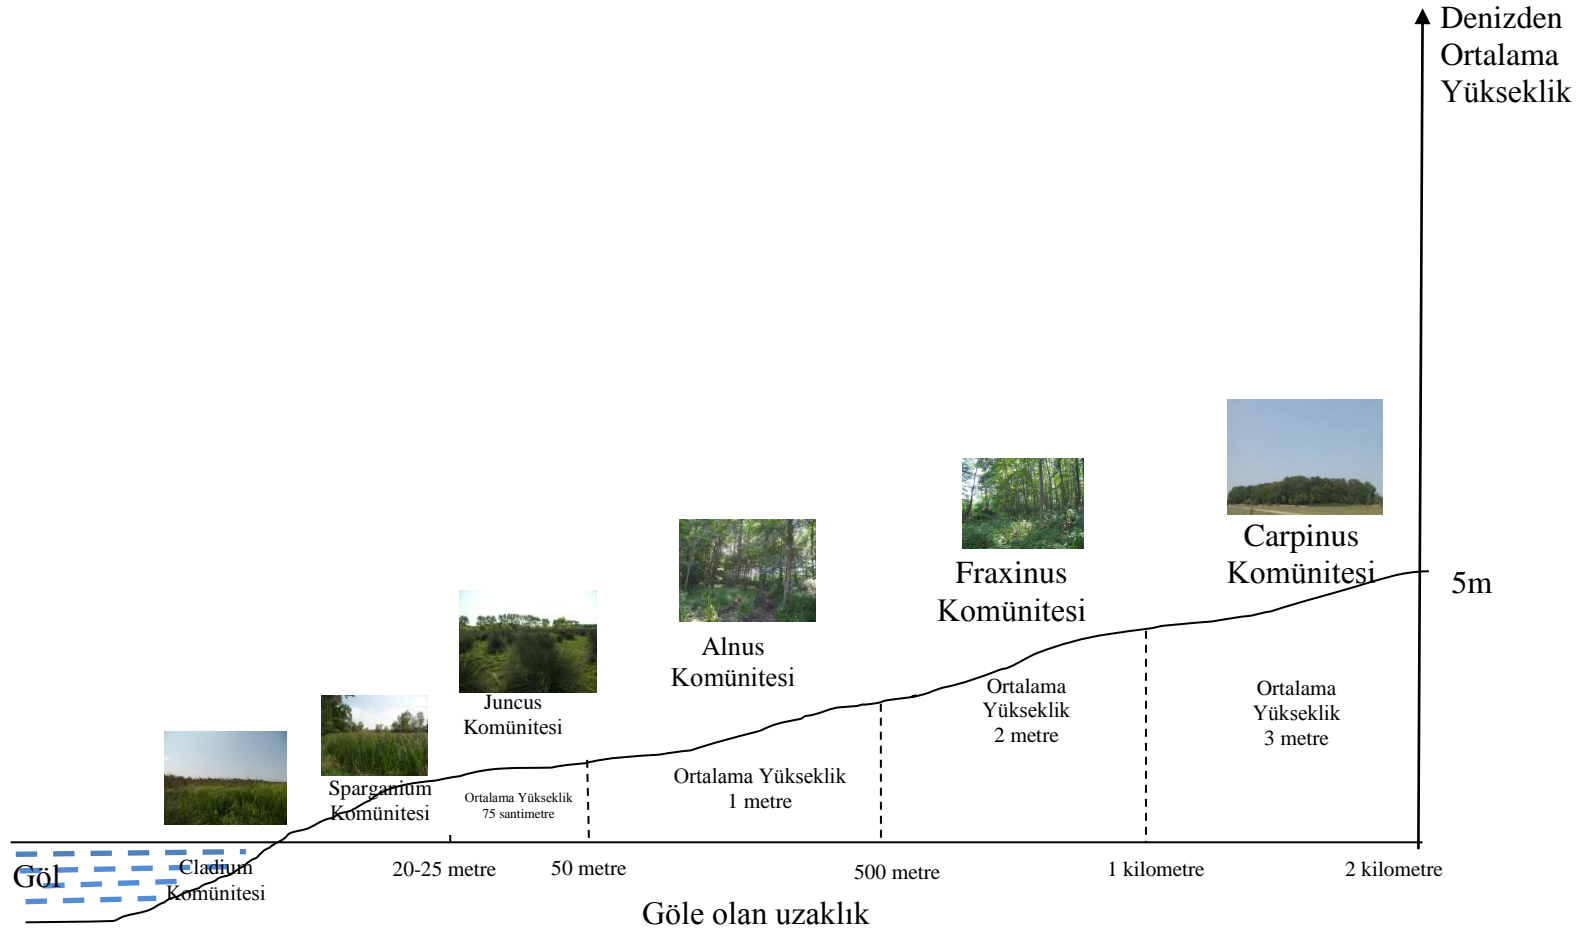 Denizden
Ortalama
Yükseklik
Carpinus
Komünitesi
5m
Fraxinus
Komünitesi
Alnus
Komünitesi
Juncus
Komünitesi
Sparganium
Komünitesi
Ortalama
Yükseklik
2 metre
Ortalama
Yükseklik
3 metre
Ortalama Yükseklik
1 metre
Ortalama Yükseklik
75 santimetre
Göl
Cladium
Komünitesi
20-25 metre
50 metre
500 metre
1 kilometre
2 kilometre
Göle olan uzaklık